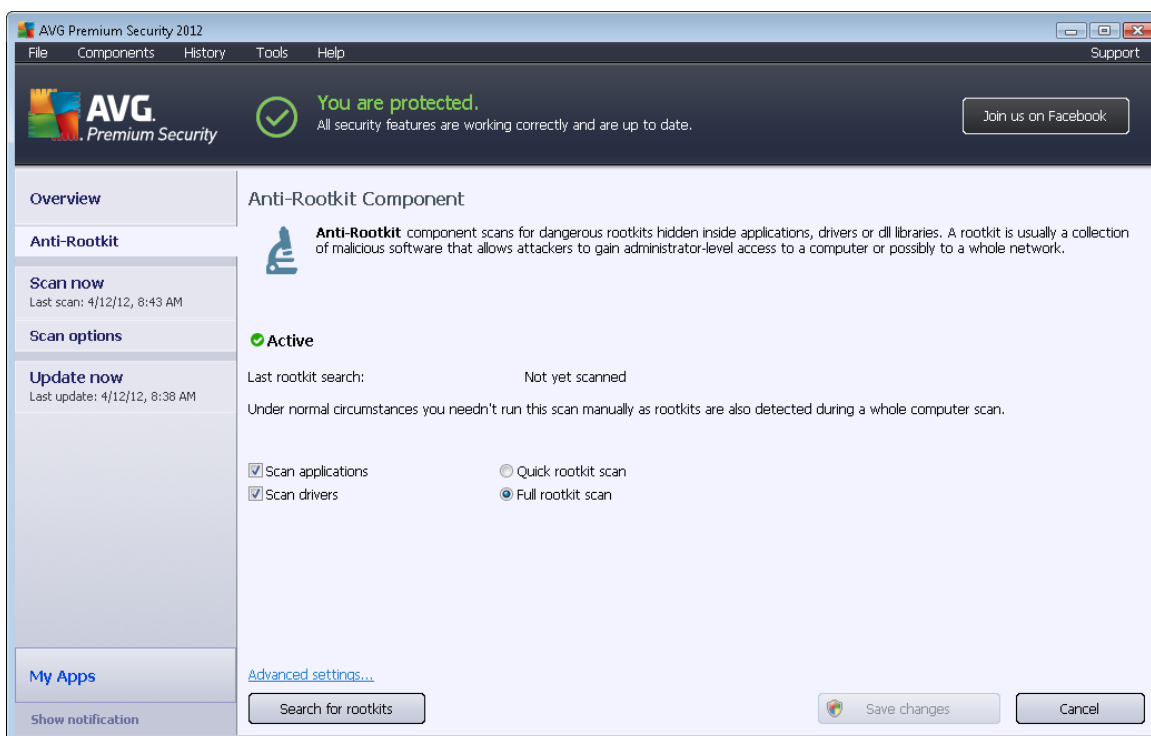 AVG Premium Security 2012
File Components History Tools Help Support
AVG.
Premium Security
You are protected.
All security features are working correctly and are up to date.
Join us on Facebook
Overview
Anti-Rootkit
Scan now
Last scan: 4/12/12, 8:43 AM
Scan options
Update now
Last update: 4/12/12, 8:38 AM
My Apps
Show notification
Anti-Rootkit Component
Anti-Rootkit component scans for dangerous rootkits hidden inside applications, drivers or dll libraries. A rootkit is usually a collection
of malicious software that allows attackers to gain administrator-level access to a computer or possibly to a whole network.
Active
Last rootkit search: Not yet scanned
Under normal circumstances you needn't run this scan manually as rootkits are also detected during a whole computer scan.
Scan applications Quick rootkit scan
Scan drivers Full rootkit scan
Advanced settings...
Search for rootkits Save changes Cancel